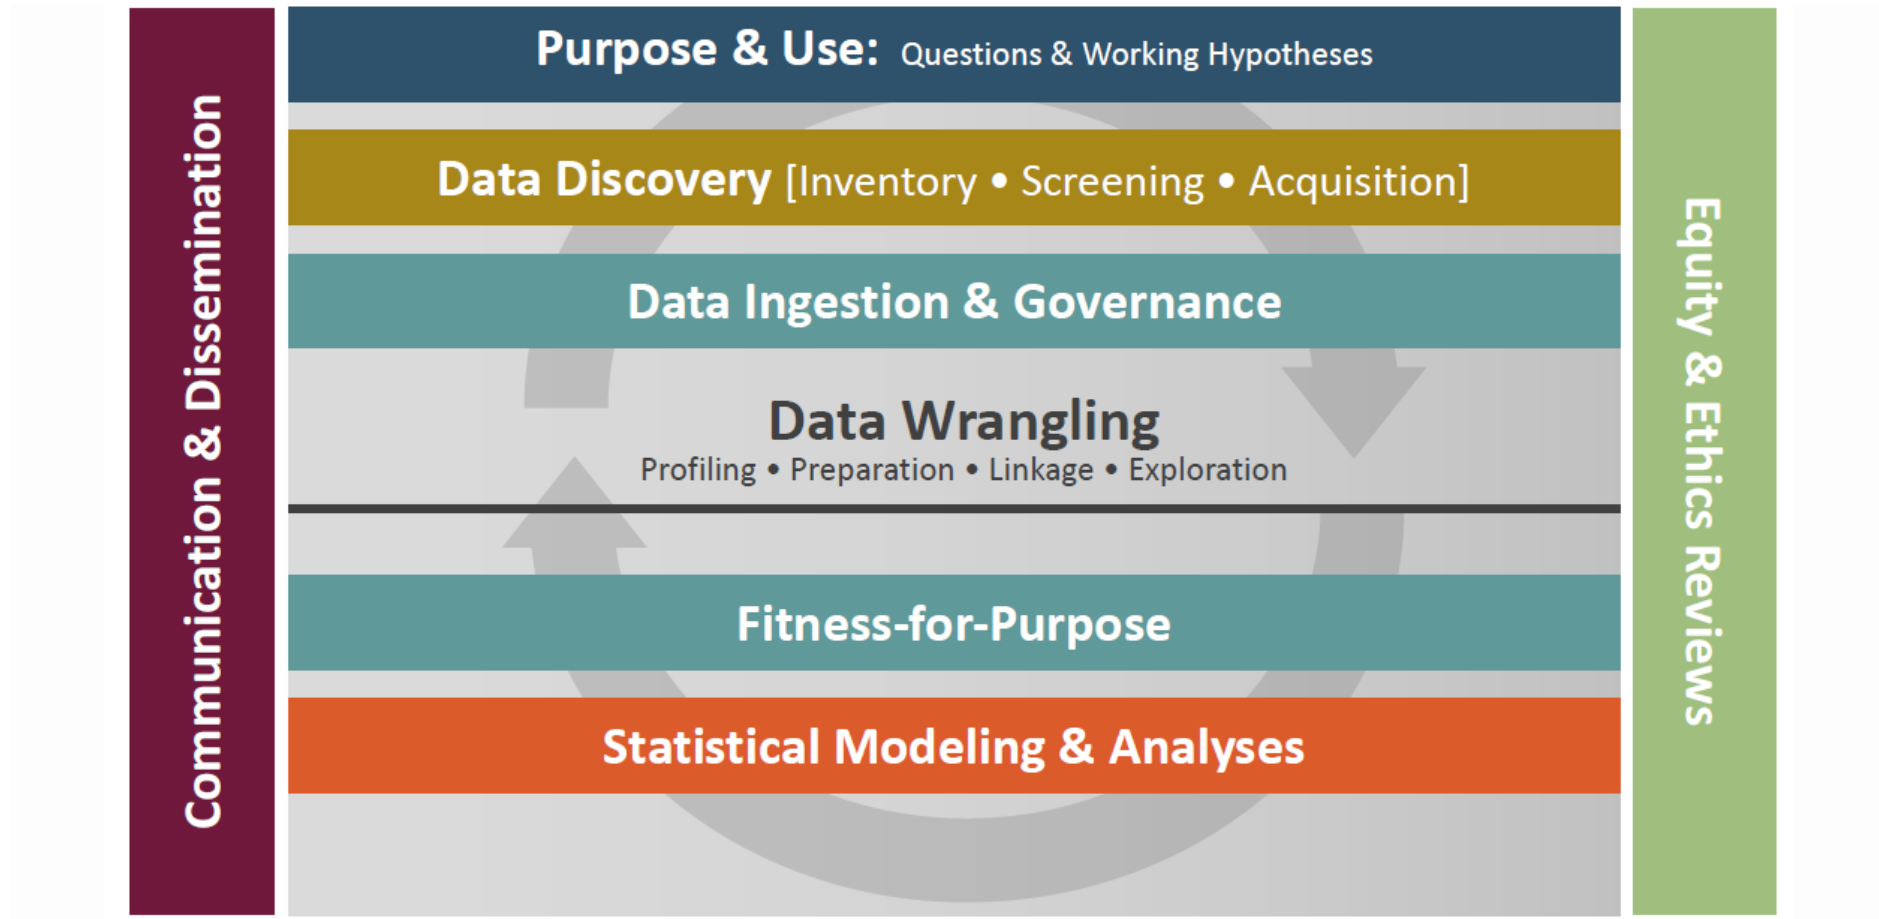 Communication & Dissemination
Purpose & Use: Questions & Working Hypotheses
Data Discovery [Inventory • Screening • Acquisition]
Data Ingestion & Governance
Data Wrangling
Profiling • Preparation • Linkage • Exploration
Fitness-for-Purpose
Statistical Modeling & Analyses
Equity & Ethics Reviews